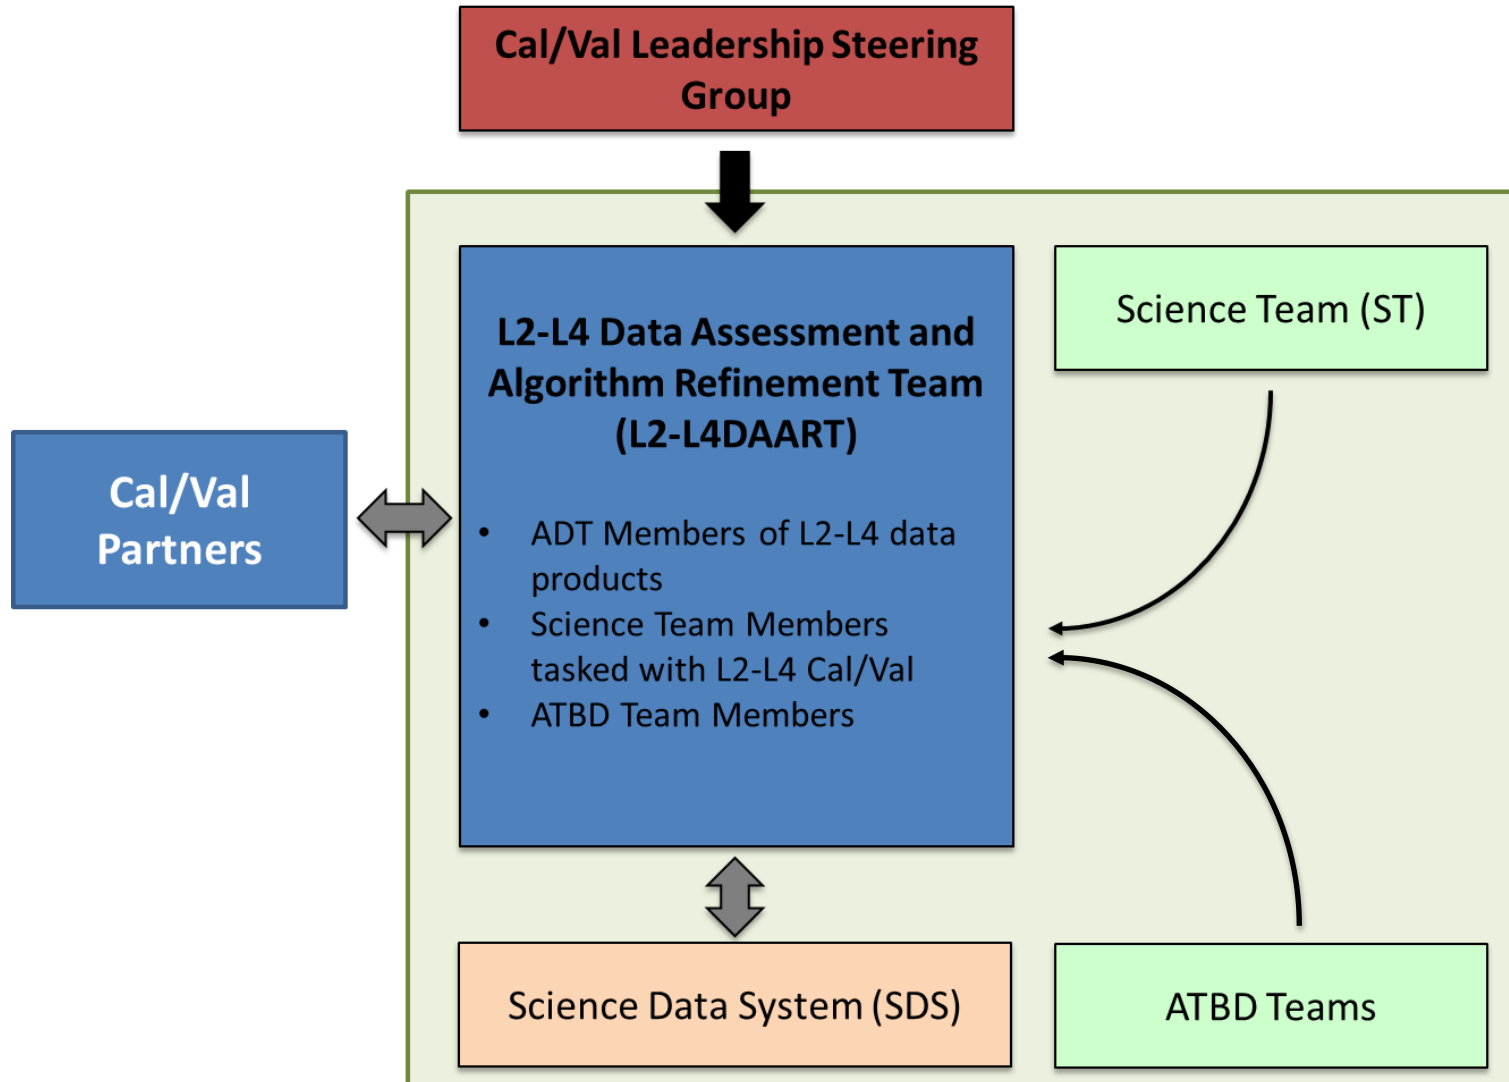 Cal/Val Leadership Steering
Group
L2-L4 Data Assessment and
Algorithm Refinement Team
(L2-L4DAART)
• ADT Members of L2-L4 data
products
• Science Team Members
tasked with L2-L4 Cal/Val
• ATBD Team Members
Science Team (ST)
Cal/Val
Partners
Science Data System (SDS)
ATBD Teams